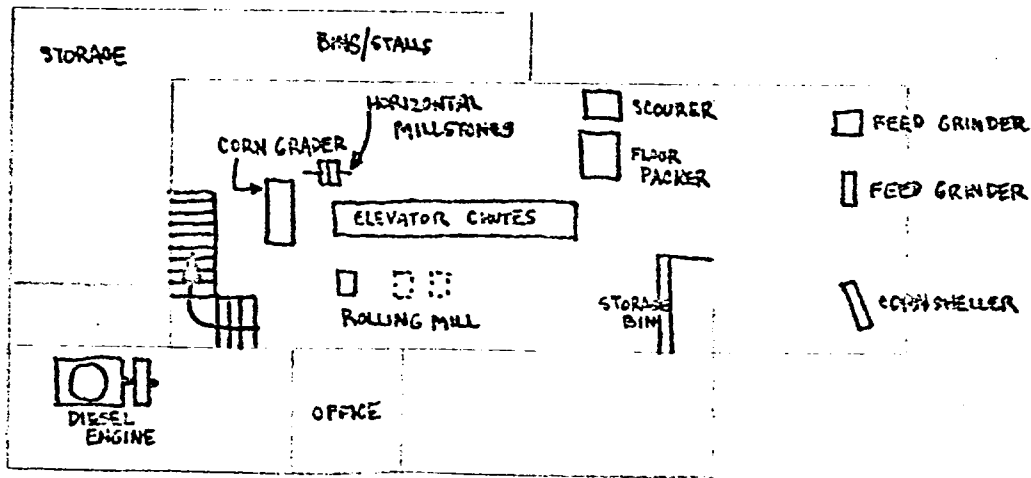 STORAGE
BINS/STALLS
HORIZONTAL
MILLSTONES
SCOURER
FEED GRINDER
CORN GRADER
FLOUR
PACKER
FEED GRINDER
ELEVATOR CHUTES
STORAGE
BIN
CORN SHELLER
ROLLING MILL
DIESEL
ENGINE
OFFICE